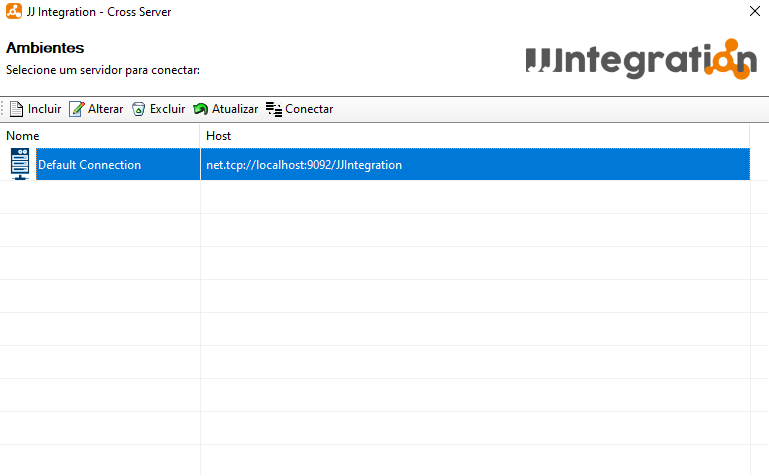 JJ Integration - Cross Server
Ambientes
Selecione um servidor para conectar:
JJIntegration
Incluir Alterar Excluir Atualizar Conectar
Nome Host
Default Connection net.tcp://localhost:9092/JJIntegration